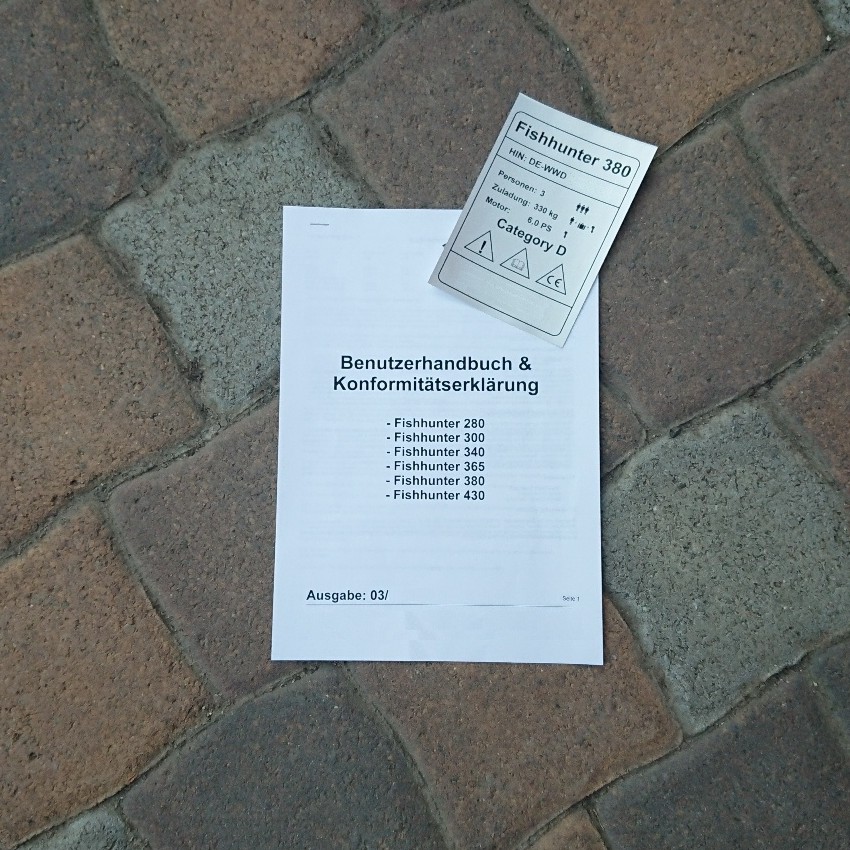 Fishhunter 380
HIN: DE-WWD
Personen: 3
Zuladung: 330 kg
Motor: 6.0 PS
Category D
!
CE
Benutzerhandbuch &
Konformitätserklärung
- Fishhunter 280
- Fishhunter 300
- Fishhunter 340
- Fishhunter 365
- Fishhunter 380
- Fishhunter 430
Ausgabe: 03/
Seite 1